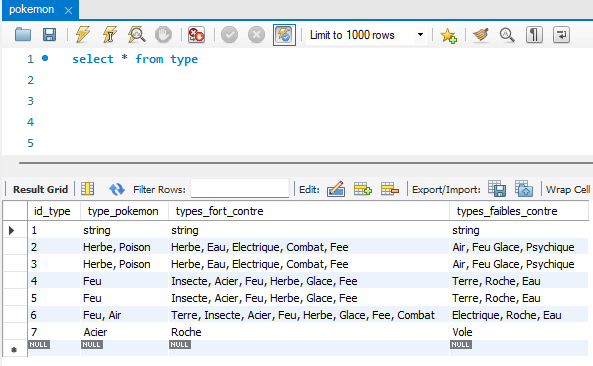 pokemon
Limit to 1000 rows
1 select * from type
2
3
4
5
Result Grid Filter Rows: Edit: Export/Import: Wrap Cell
id_type type_pokemon types_fort_contre types_faibles_contre
1 string string string
2 Herbe, Poison Herbe, Eau, Electrique, Combat, Fee Air, Feu Glace, Psychique
3 Herbe, Poison Herbe, Eau, Electrique, Combat, Fee Air, Feu Glace, Psychique
4 Feu Insecte, Acier, Feu, Herbe, Glace, Fee Terre, Roche, Eau
5 Feu Insecte, Acier, Feu, Herbe, Glace, Fee Terre, Roche, Eau
6 Feu, Air Terre, Insecte, Acier, Feu, Herbe, Glace, Fee, Combat Electrique, Roche, Eau
7 Acier Roche Vole
NULL NULL NULL NULL